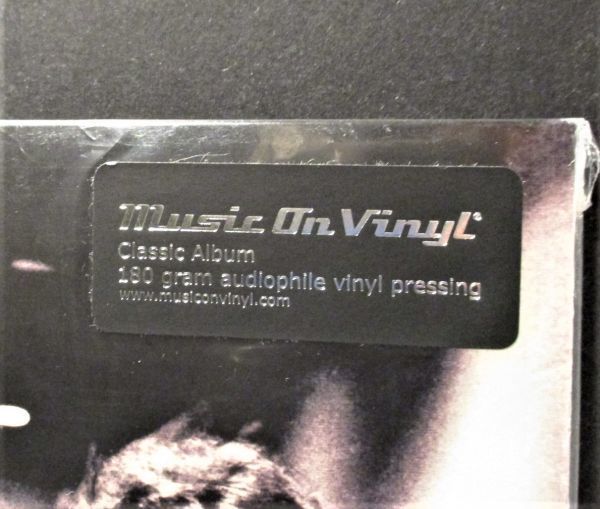 Music On Vinyl®
Classic Album
180 gram audiophile vinyl pressing
www.musiconvinyl.com